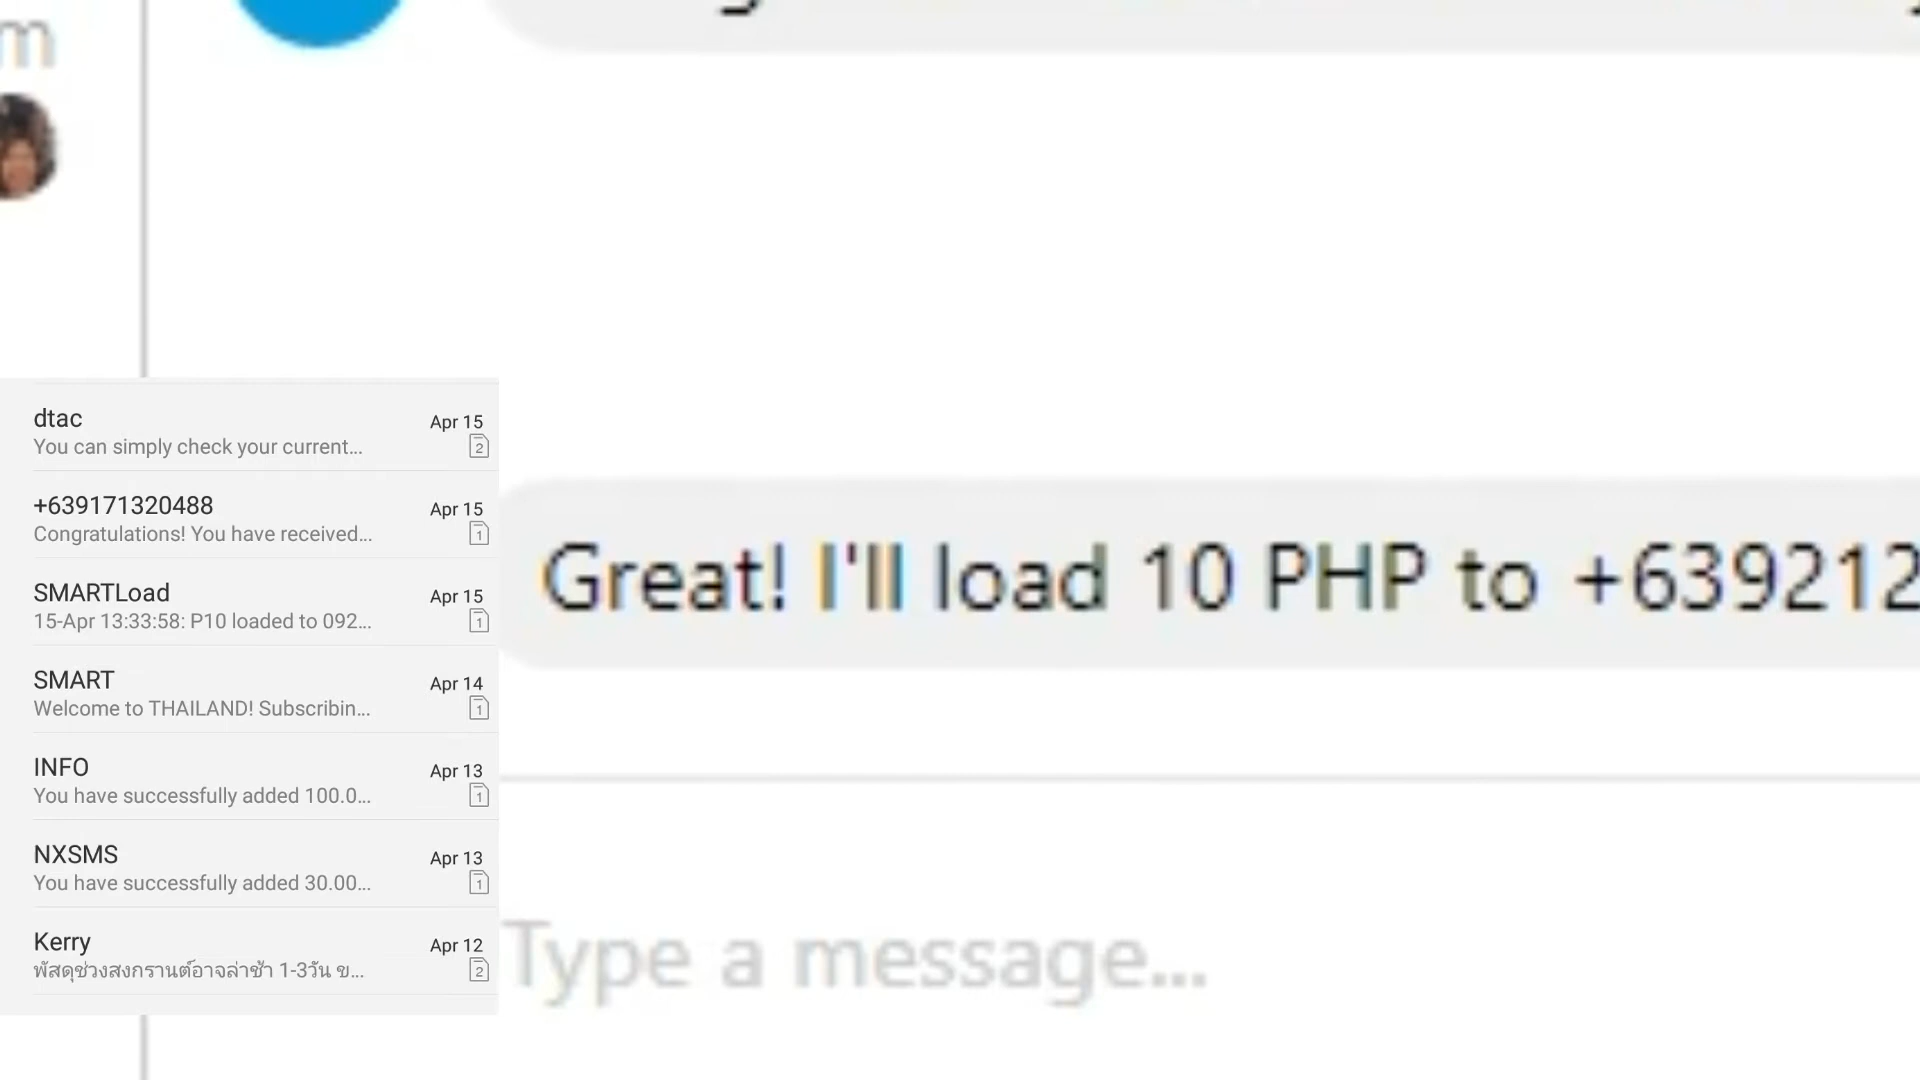 dtac
Apr 15
You can simply check your current...
2
+639171320488
Apr 15
Congratulations! You have received...
1
SMARTLoad
Apr 15
15-Apr 13:33:58: P10 loaded to 092...
1
SMART
Apr 14
Welcome to THAILAND! Subscribin...
1
INFO
Apr 13
You have successfully added 100.0...
1
NXSMS
Apr 13
You have successfully added 30.00...
1
Kerry
Apr 12
พัสดุช่วงสงกรานต์อาจล่าช้า 1-3วัน ข...
2
Great! I'll load 10 PHP to +639212
Type a message...